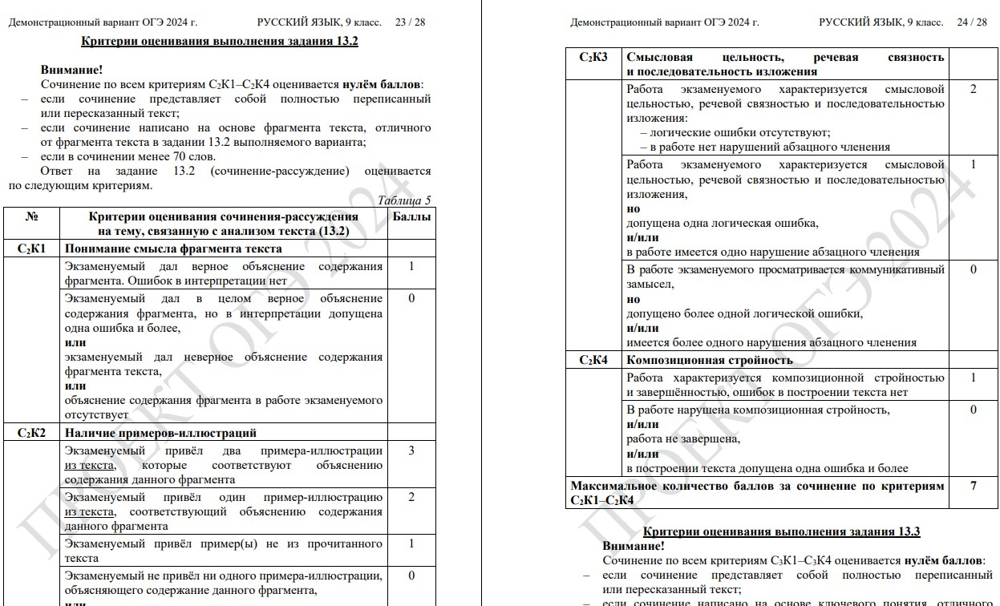 Демонстрационный вариант ОГЭ 2024 г. РУССКИЙ ЯЗЫК, 9 класс. 23 / 28
Критерии оценивания выполнения задания 13.2
Внимание!
Сочинение по всем критериям С2К1–С2К4 оценивается нулём баллов:
– если сочинение представляет собой полностью переписанный
или пересказанный текст;
– если сочинение написано на основе фрагмента текста, отличного
от фрагмента текста в задании 13.2 выполняемого варианта;
– если в сочинении менее 70 слов.
Ответ на задание 13.2 (сочинение-рассуждение) оценивается
по следующим критериям.
Таблица 5
№ Критерии оценивания сочинения-рассуждения Баллы
на тему, связанную с анализом текста (13.2)
С2К1 Понимание смысла фрагмента текста
Экзаменуемый дал верное объяснение содержания 1
фрагмента. Ошибок в интерпретации нет
Экзаменуемый дал в целом верное объяснение 0
содержания фрагмента, но в интерпретации допущена
одна ошибка и более,
или
экзаменуемый дал неверное объяснение содержания
фрагмента текста,
или
объяснение содержания фрагмента в работе экзаменуемого
отсутствует
С2К2 Наличие примеров-иллюстраций
Экзаменуемый привёл два примера-иллюстрации 3
из текста, которые соответствуют объяснению
содержания данного фрагмента
Экзаменуемый привёл один пример-иллюстрацию 2
из текста, соответствующий объяснению содержания
данного фрагмента
Экзаменуемый привёл пример(ы) не из прочитанного 1
текста
Экзаменуемый не привёл ни одного примера-иллюстрации, 0
объясняющего содержание данного фрагмента,
или
ПРОЕКТ ОГЭ 2024
Демонстрационный вариант ОГЭ 2024 г. РУССКИЙ ЯЗЫК, 9 класс. 24 / 28
С2К3 Смысловая цельность, речевая связность
и последовательность изложения
Работа экзаменуемого характеризуется смысловой 2
цельностью, речевой связностью и последовательностью
изложения:
– логические ошибки отсутствуют;
– в работе нет нарушений абзацного членения
Работа экзаменуемого характеризуется смысловой 1
цельностью, речевой связностью и последовательностью
изложения,
но
допущена одна логическая ошибка,
и/или
в работе имеется одно нарушение абзацного членения
В работе экзаменуемого просматривается коммуникативный 0
замысел,
но
допущено более одной логической ошибки,
и/или
имеется более одного нарушения абзацного членения
С2К4 Композиционная стройность
Работа характеризуется композиционной стройностью 1
и завершённостью, ошибок в построении текста нет
В работе нарушена композиционная стройность, 0
и/или
работа не завершена,
и/или
в построении текста допущена одна ошибка и более
Максимальное количество баллов за сочинение по критериям 7
С2К1–С2К4
Критерии оценивания выполнения задания 13.3
Внимание!
Сочинение по всем критериям С3К1–С3К4 оценивается нулём баллов:
– если сочинение представляет собой полностью переписанный
или пересказанный текст;
– если сочинение написано на основе ключевого понятия, отличного
ПРОЕКТ ОГЭ 2024